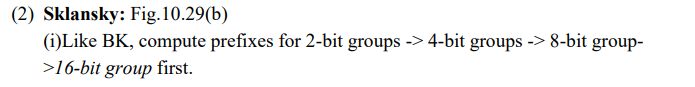 (2) Sklansky: Fig.10.29(b)
(i)Like BK, compute prefixes for 2-bit groups -> 4-bit groups -> 8-bit group-
>16-bit group first.